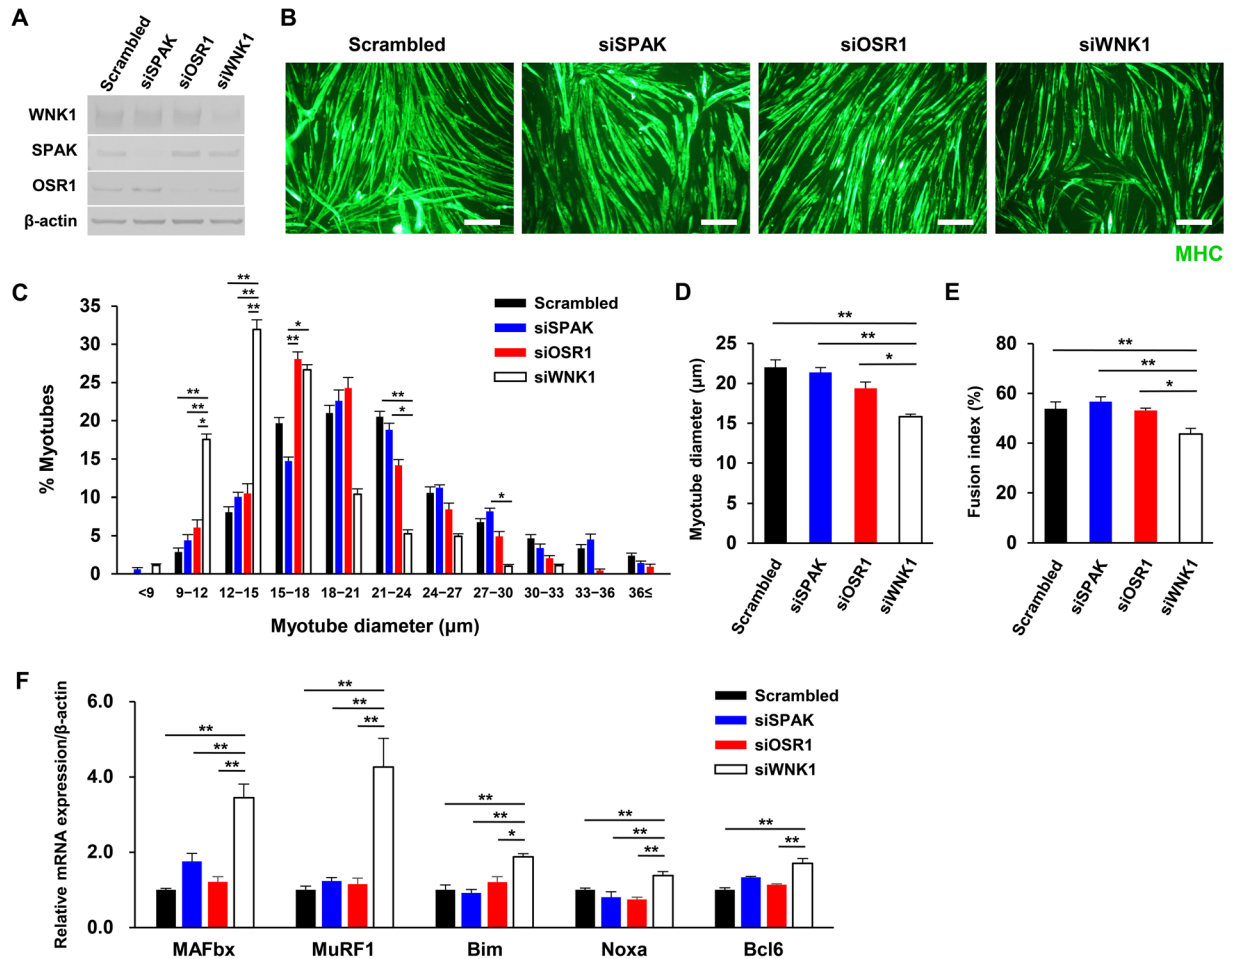 A
Scrambled
siSPAK
siOSR1
siWNK1
WNK1
SPAK
OSR1
β-actin
B
Scrambled
siSPAK
siOSR1
siWNK1
MHC
C
% Myotubes
35
30
25
20
15
10
5
0
** ** **
** ** *
** *
** *
*
Scrambled
siSPAK
siOSR1
siWNK1
<9 9–12 12–15 15–18 18–21 21–24 24–27 27–30 30–33 33–36 36≤
Myotube diameter (μm)
D
Myotube diameter (μm)
25
20
15
10
5
0
**
**
*
Scrambled
siSPAK
siOSR1
siWNK1
E
Fusion index (%)
80
60
40
20
0
**
**
*
Scrambled
siSPAK
siOSR1
siWNK1
F
Relative mRNA expression/β-actin
6.0
4.0
2.0
0.0
** ** **
** ** **
** ** *
** ** **
** **
Scrambled
siSPAK
siOSR1
siWNK1
MAFbx MuRF1 Bim Noxa Bcl6